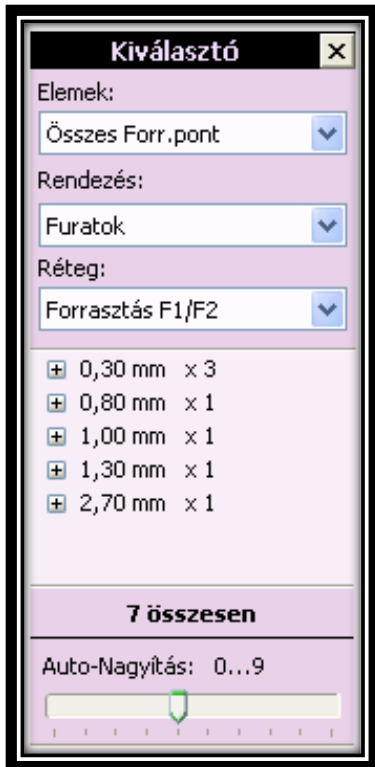 Kiválasztó
Elemek:
Összes Forr.pont
Rendezés:
Furatok
Réteg:
Forrasztás F1/F2
0,30 mm x 3
0,80 mm x 1
1,00 mm x 1
1,30 mm x 1
2,70 mm x 1
7 összesen
Auto-Nagyítás: 0...9